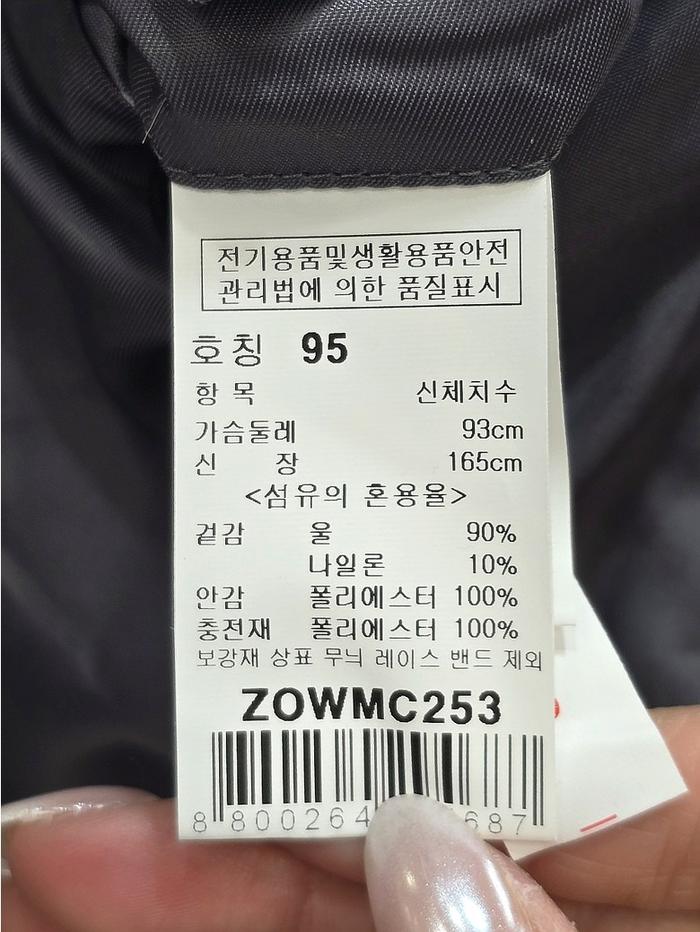 전기용품및생활용품안전
관리법에 의한 품질표시
호칭 95
항 목 신체치수
가슴둘레 93cm
신 장 165cm
<섬유의 혼용율>
겉감 울 90%
나일론 10%
안감 폴리에스터 100%
충전재 폴리에스터 100%
보강재 상표 무늬 레이스 밴드 제외
ZOWMC253
8 800264 687